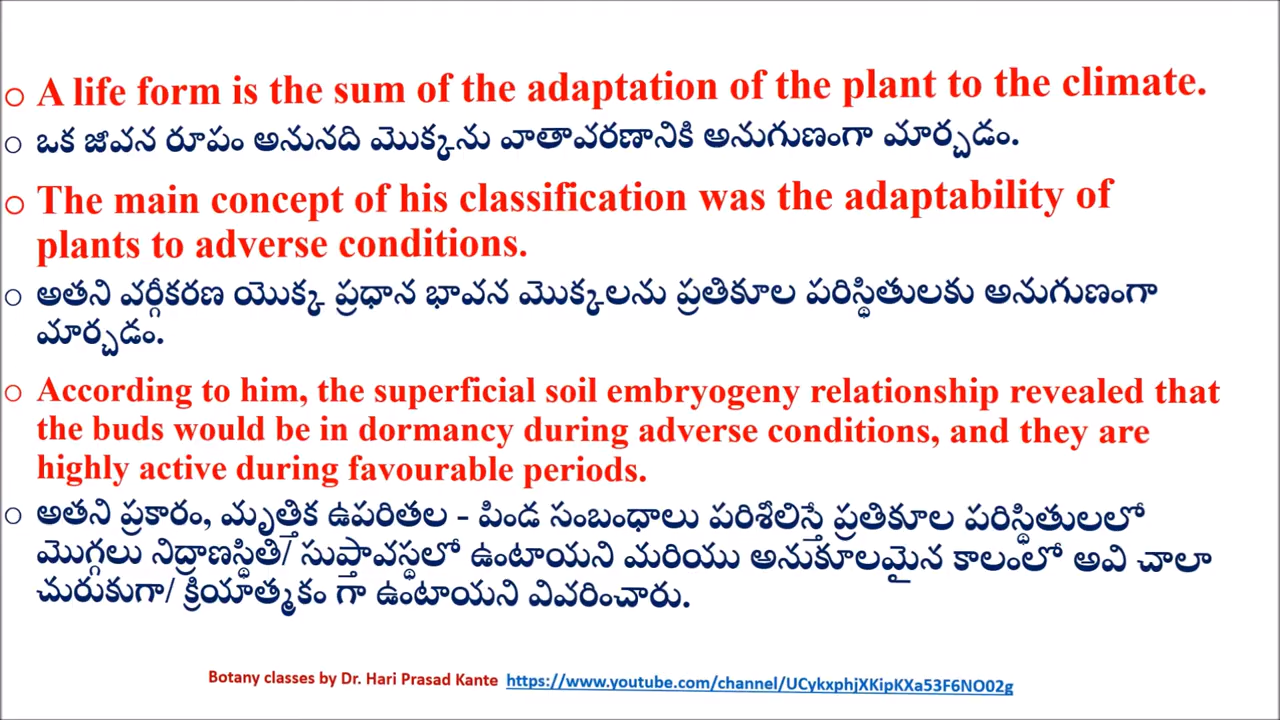 A life form is the sum of the adaptation of the plant to the climate.
ఒక జీవన రూపం అనునది మొక్కను వాతావరణానికి అనుగుణంగా మార్చడం.
The main concept of his classification was the adaptability of
plants to adverse conditions.
అతని వర్గీకరణ యొక్క ప్రధాన భావన మొక్కలను ప్రతికూల పరిస్థితులకు అనుగుణంగా
మార్చడం.
According to him, the superficial soil embryogeny relationship revealed that
the buds would be in dormancy during adverse conditions, and they are
highly active during favourable periods.
అతని ప్రకారం, మృత్తిక ఉపరితల - పిండ సంబంధాలు పరిశీలిస్తే ప్రతికూల పరిస్థితులలో
మొగ్గలు నిద్రాణస్థితి/ సుప్తావస్థలో ఉంటాయని మరియు అనుకూలమైన కాలంలో అవి చాలా
చురుకుగా/ క్రియాత్మకం గా ఉంటాయని వివరించారు.
Botany classes by Dr. Hari Prasad Kante https://www.youtube.com/channel/UCykxphjXKipKXa53F6NO02g